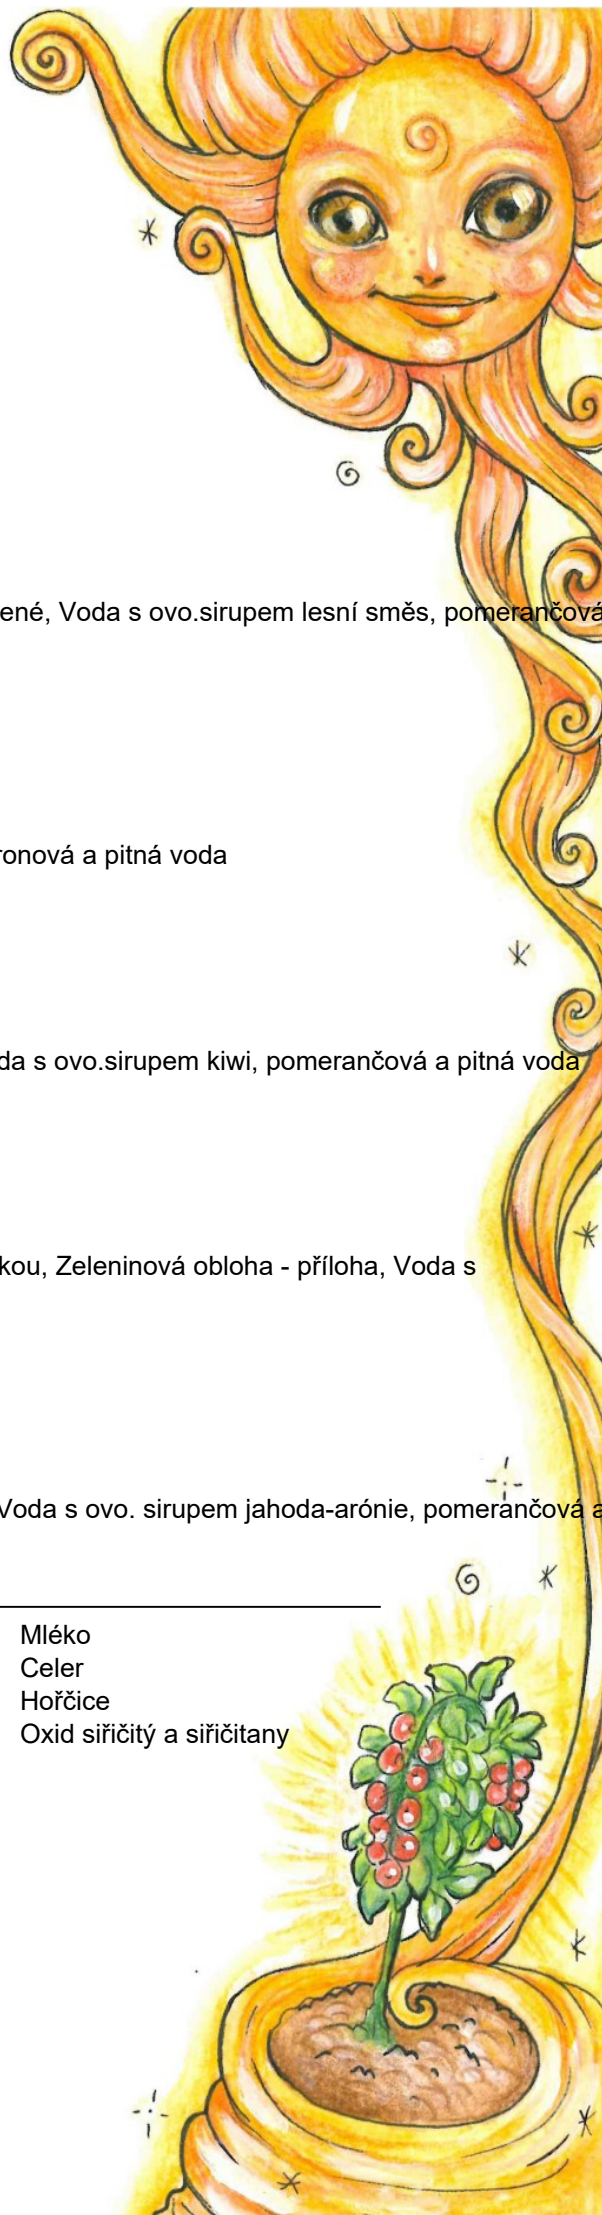 ené, Voda s ovo.sirupem lesní směs, pomerančová
ronová a pitná voda
da s ovo.sirupem kiwi, pomerančová a pitná voda
kou, Zeleninová obloha - příloha, Voda s
Voda s ovo. sirupem jahoda-arónie, pomerančová a
Mléko
Celer
Hořčice
Oxid siřičitý a siřičitany